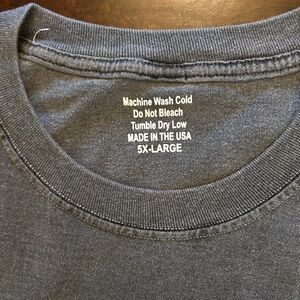 Machine Wash Cold
Do Not Bleach
Tumble Dry Low
MADE IN THE USA
5X-LARGE